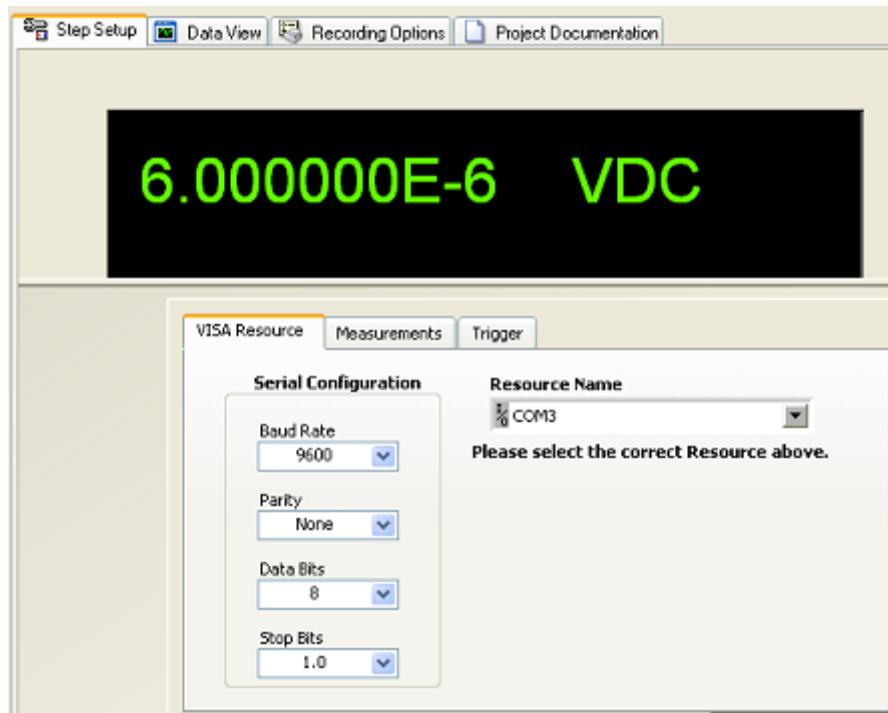 Step Setup Data View Recording Options Project Documentation
6.000000E-6 VDC
VISA Resource Measurements Trigger
Serial Configuration
Resource Name
COM3
Baud Rate
9600
Please select the correct Resource above.
Parity
None
Data Bits
8
Stop Bits
1.0